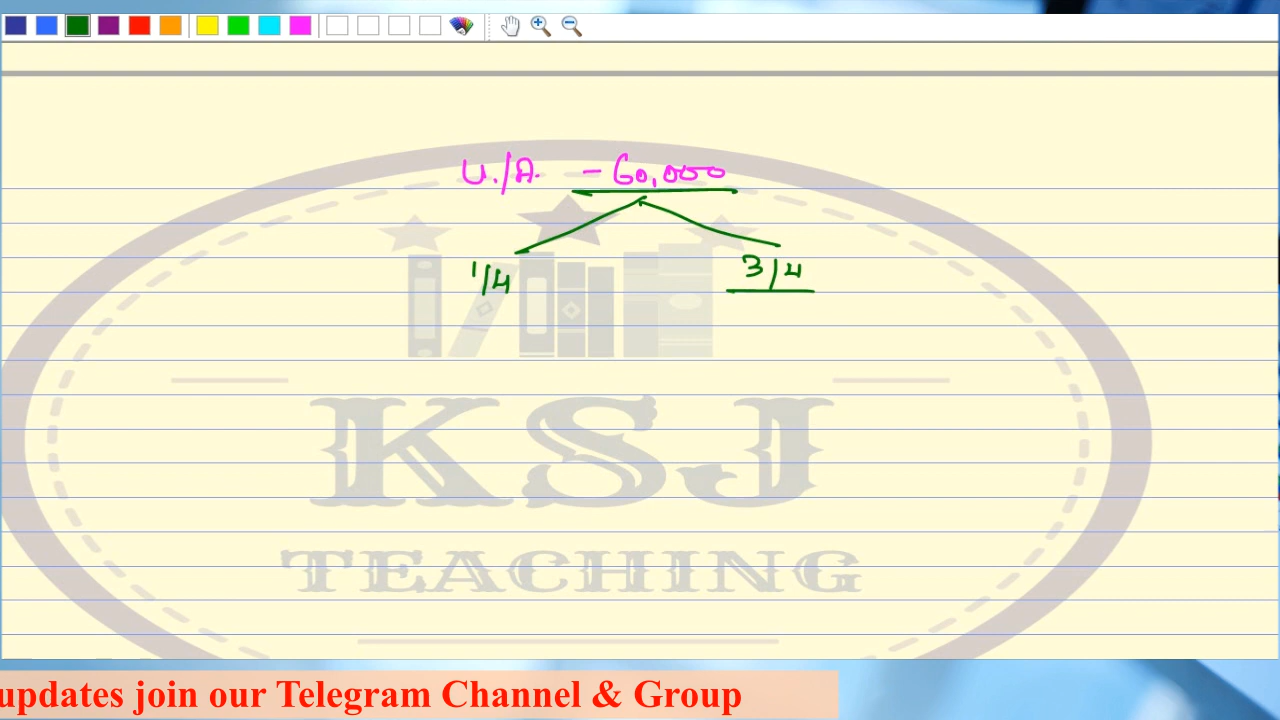 U./A. - 60,000
1/4 3/4
KSJ
TEACHING
updates join our Telegram Channel & Group